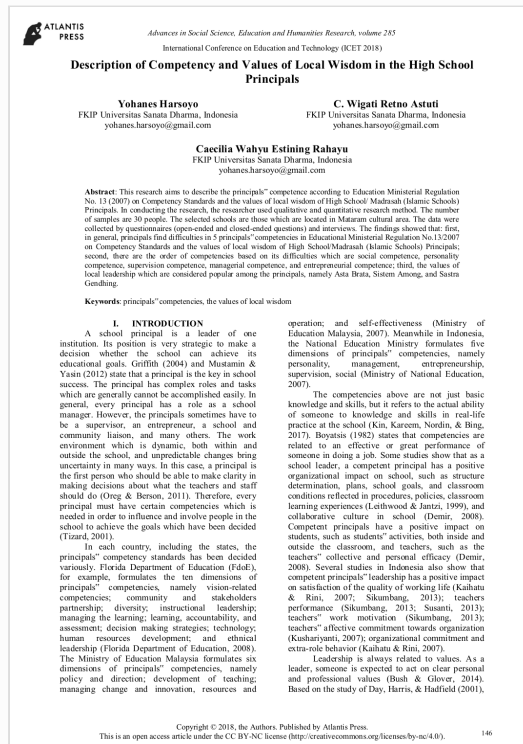 ATLANTIS
PRESS
Advances in Social Science, Education and Humanities Research, volume 285
International Conference on Education and Technology (ICET 2018)
Description of Competency and Values of Local Wisdom in the High School
Principals
Yohanes Harsoyo
FKIP Universitas Sanata Dharma, Indonesia
yohanes.harsoyo@gmail.com
C. Wigati Retno Astuti
FKIP Universitas Sanata Dharma, Indonesia
yohanes.harsoyo@gmail.com
Caecilia Wahyu Estining Rahayu
FKIP Universitas Sanata Dharma, Indonesia
yohanes.harsoyo@gmail.com
Abstract: This research aims to describe the principals" competence according to Education Ministerial Regulation
No. 13 (2007) on Competency Standards and the values of local wisdom of High School/ Madrasah (Islamic Schools)
Principals. In conducting the research, the researcher used qualitative and quantitative research method. The number
of samples are 30 people. The selected schools are those which are located in Mataram cultural area. The data were
collected by questionnaires (open-ended and closed-ended questions) and interviews. The findings showed that: first,
in general, principals find difficulties in 5 principals"competencies in Educational Ministerial Regulation No.13/2007
on Competency Standards and the values of local wisdom of High School/Madrasah (Islamic Schools) Principals;
second, there are the order of competencies based on its difficulties which are social competence, personality
competency, supervision competence, managerial competence, and entrepreneurial competence; third, the values of
local leadership which are considered popular among the principals, namely Asta Brata, Sistem Among, and Sastra
Gendhing.
Keywords: principals"competencies, the values of local wisdom
I. INTRODUCTION
A school principal is a leader of one
institution. Its position is very strategic to make a
decision whether the school can achieve its
educational goals. Griffith (2004) and Mustamin &
Yasin (2012) state that a principal is the key in school
success. The principal has complex roles and tasks
which are generally cannot be accomplished easily. In
general, every principal has a role as a school
manager. However, the principals sometimes have to
be a supervisor, an entrepreneur, a school and
community liaison, and many others. The work
environment which is dynamic, both within and
outside the school, and unpredictable changes bring
uncertainty in many ways. In this case, a principal is
the first person who should be able to make clarity in
making decisions about what the teachers and staff
should do (Oreg & Berson, 2011). Therefore, every
principal must have certain competencies which is
needed in order to influence and involve people in the
school to achieve the goals which have been decided
(Tizard, 2001).
In each country, including the states, the
principals" competency standards has been decided
variously. Florida Department of Education (FdoE),
for example, formulates the ten dimensions of
principals" competencies, namely vision-related
competencies; community and stakeholders
partnership; diversity; instructional leadership;
managing the learning; learning, accountability, and
assessment; decision making strategies; technology;
human resources development; and ethnical
leadership (Florida Department of Education, 2008).
The Ministry of Education Malaysia formulates six
dimensions of principals" competencies, namely
policy and direction; development of teaching;
managing change and innovation, resources and
operation; and self-effectiveness (Ministry of
Education Malaysia, 2007). Meanwhile in Indonesia,
the National Education Ministry formulates five
dimensions of principals" competencies, namely
personality, management, entrepreneurship,
supervision, social (Ministry of National Education,
2007).
The competencies above are not just basic
knowledge and skills, but it refers to the actual ability
of someone to knowledge and skills in real-life
practice at the school (Kin, Kareem, Nordin, & Bing,
2017). Boyatsis (1982) states that competencies are
related to an effective or great performance of
someone in doing a job. Some studies show that as a
school leader, a competent principal has a positive
organizational impact on school, such as structure
determination, plans, school goals, and classroom
conditions reflected in procedures, policies, classroom
learning experiences (Leithwood & Jantzi, 1999), and
collaborative culture in school (Demir, 2008).
Competent principals have a positive impact on
students, such as students" activities, both inside and
outside the classroom, and teachers, such as the
teachers" collective and personal efficacy (Demir,
2008). Several studies in Indonesia also show that
competent principals"leadership has a positive impact
on satisfaction of the quality of working life (Kaihatu
& Rini, 2007; Sikumbang, 2013); teachers
performance (Sikumbang, 2013; Susanti, 2013);
teachers" work motivation (Sikumbang, 2013);
teachers" affective commitment towards organization
(Kushariyanti, 2007); organizational commitment and
extra-role behavior (Kaihatu & Rini, 2007).
Leadership is always related to values. As a
leader, someone is expected to act on clear personal
and professional values (Bush & Glover, 2014).
Based on the study of Day, Harris, & Hadfield (2001),
Copyright © 2018, the Authors. Published by Atlantis Press.
This is an open access article under the CC BY-NC license (http://creativecommons.org/licenses/by-nc/4.0/).
146